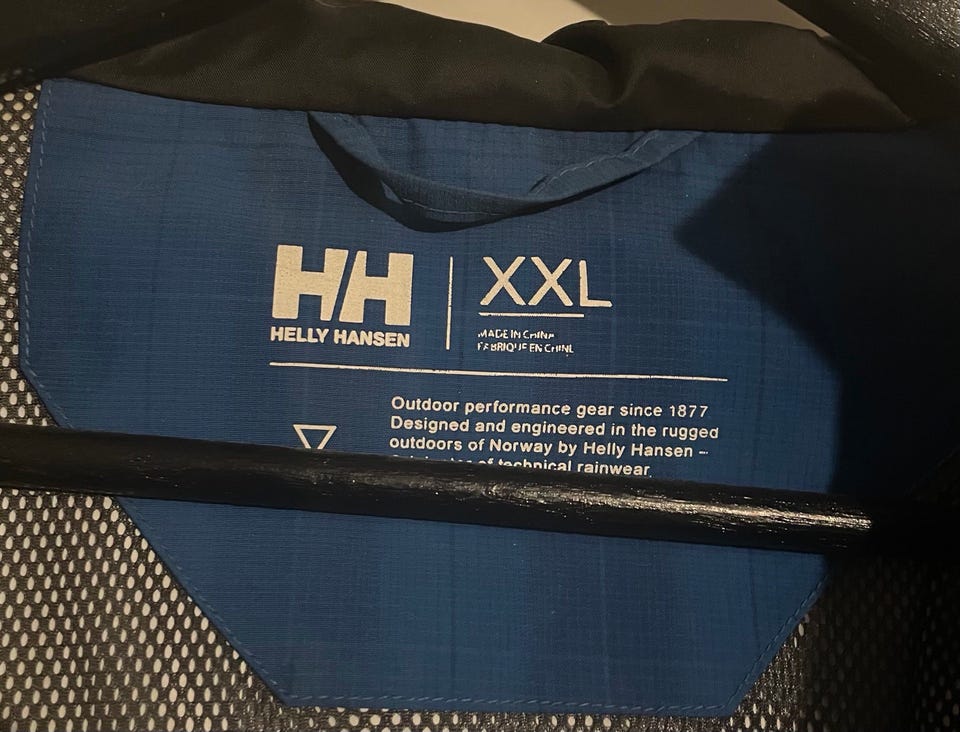 HH
HELLY HANSEN
XXL
MADE IN CHINA
FABRIQUE EN CHINE
Outdoor performance gear since 1877
Designed and engineered in the rugged
outdoors of Norway by Helly Hansen –
of technical rainwear